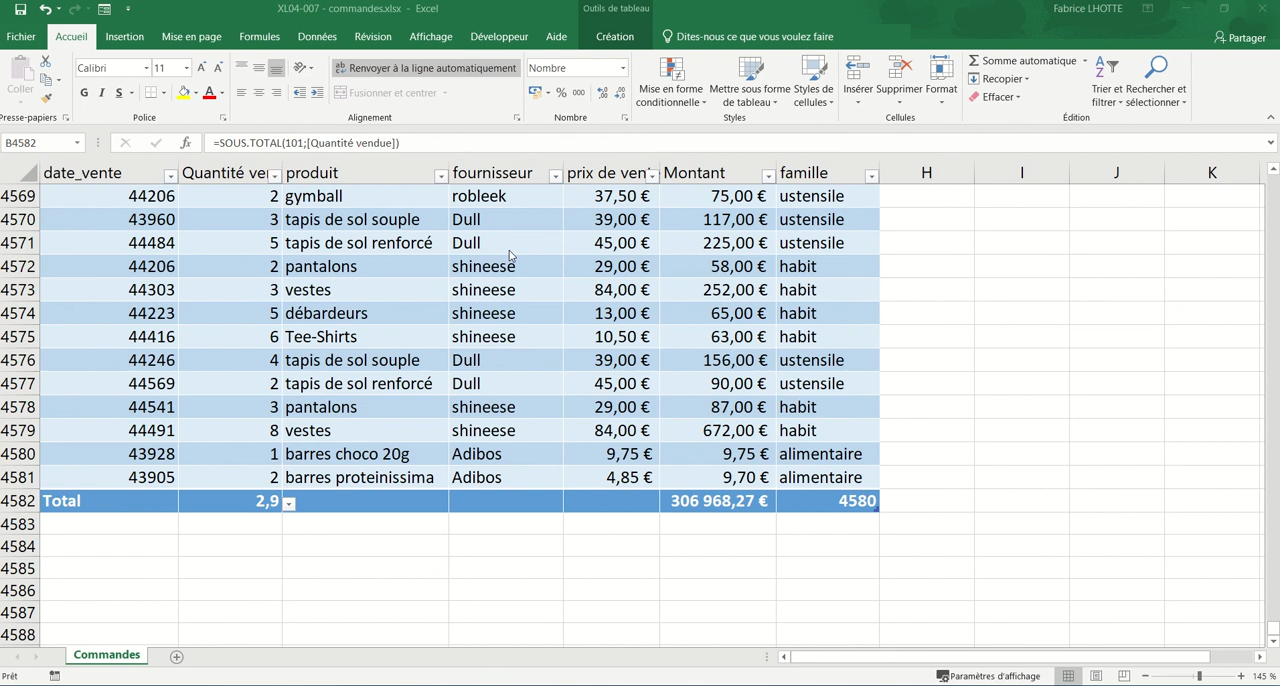 XL04-007 - commandes.xlsx - Excel
Outils de tableau
Fabrice LHOTTE
Fichier Accueil Insertion Mise en page Formules Données Révision Affichage Aide Développeur Création Dites-nous ce que vous voulez faire Partager
Coller
Presse-papiers
Calibri 11
G I S
Police
Renvoyer à la ligne automatiquement
Fusionner et centrer
Alignement
Nombre
% 000
Nombre
Mise en forme conditionnelle
Mettre sous forme de tableau
Styles de cellules
Styles
Insérer Supprimer Format
Cellules
Somme automatique
Recopier
Effacer
Trier et filtrer
Rechercher et sélectionner
Édition
B4582 fx =SOUS.TOTAL(101;[Quantité vendue])
date_vente Quantité ve produit fournisseur prix de vent Montant famille H I J K
4569 44206 2 gymball robleek 37,50 € 75,00 € ustensile
4570 43960 3 tapis de sol souple Dull 39,00 € 117,00 € ustensile
4571 44484 5 tapis de sol renforcé Dull 45,00 € 225,00 € ustensile
4572 44206 2 pantalons shineese 29,00 € 58,00 € habit
4573 44303 3 vestes shineese 84,00 € 252,00 € habit
4574 44223 5 débardeurs shineese 13,00 € 65,00 € habit
4575 44416 6 Tee-Shirts shineese 10,50 € 63,00 € habit
4576 44246 4 tapis de sol souple Dull 39,00 € 156,00 € ustensile
4577 44569 2 tapis de sol renforcé Dull 45,00 € 90,00 € ustensile
4578 44541 3 pantalons shineese 29,00 € 87,00 € habit
4579 44491 8 vestes shineese 84,00 € 672,00 € habit
4580 43928 1 barres choco 20g Adibos 9,75 € 9,75 € alimentaire
4581 43905 2 barres proteinissima Adibos 4,85 € 9,70 € alimentaire
4582 Total 2,9 306 968,27 € 4580
4583
4584
4585
4586
4587
4588
Commandes
Prêt
Paramètres d'affichage
145 %